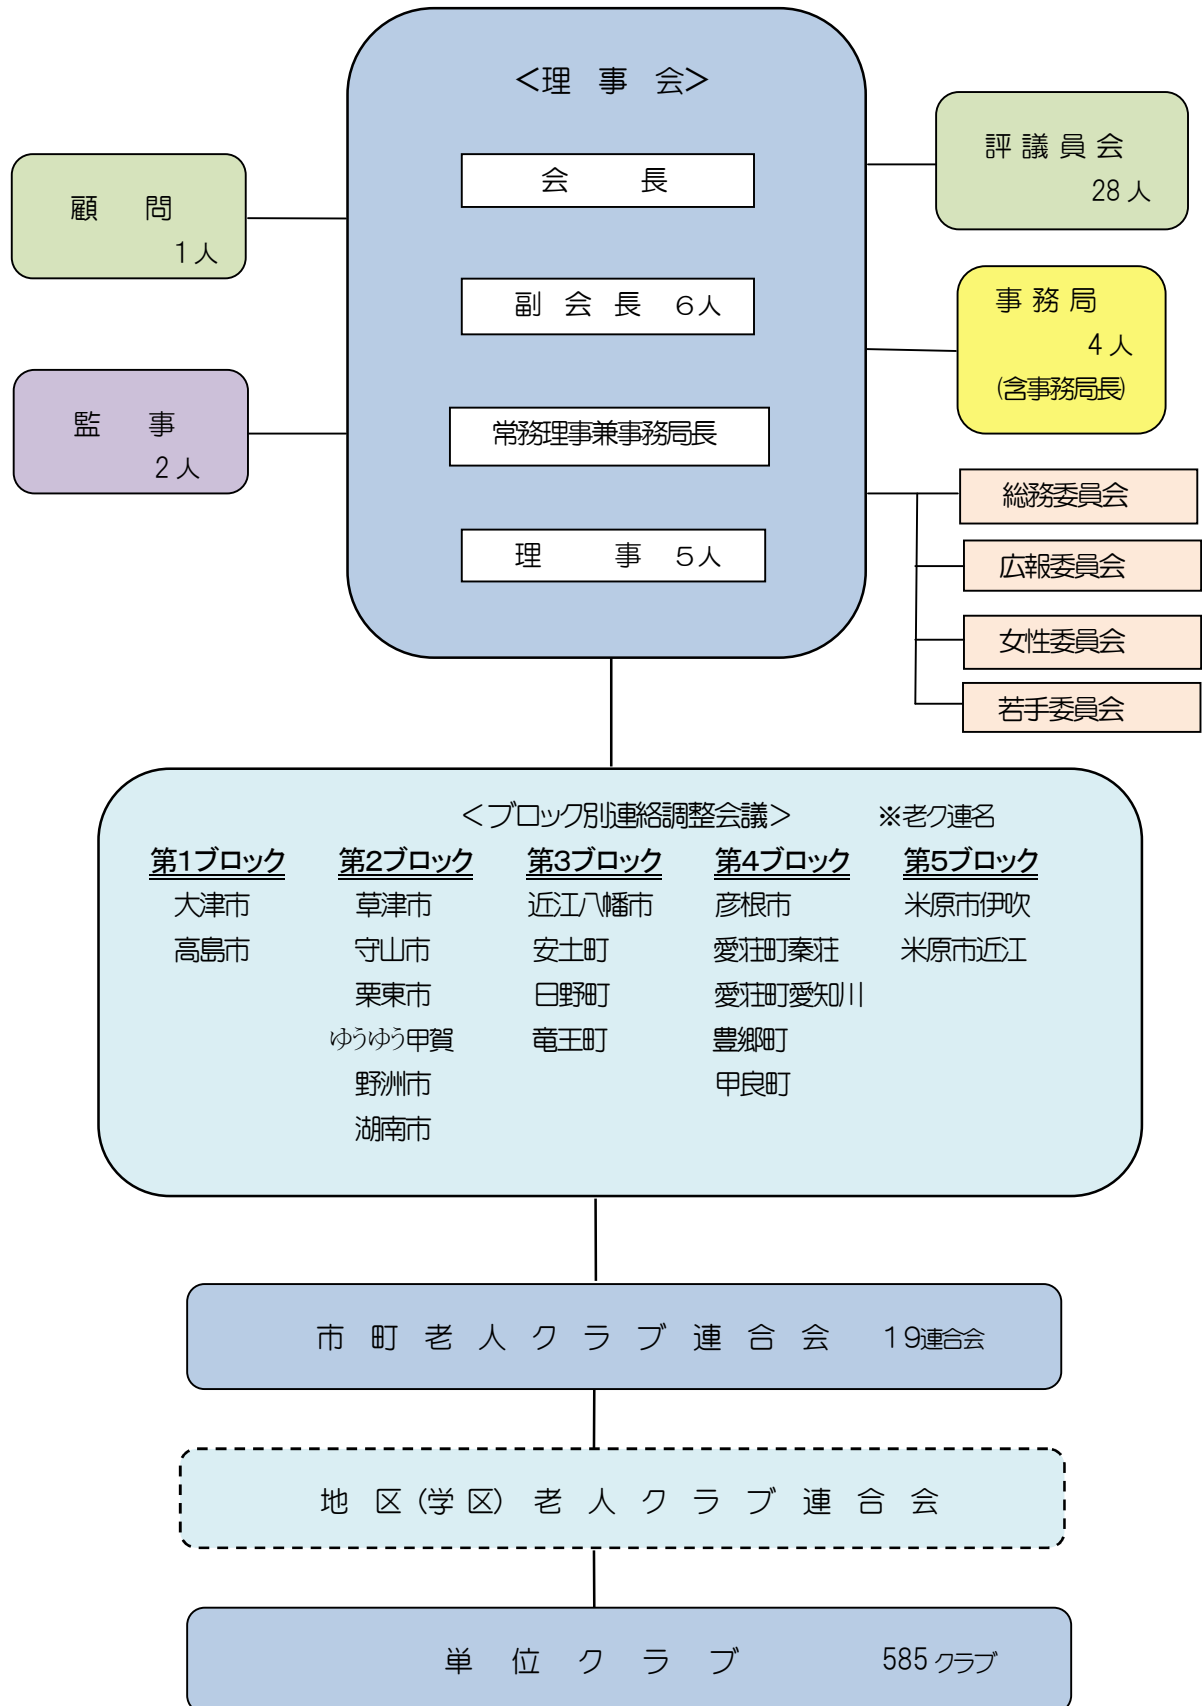 <理 事 会>
会 長
副 会 長 6人
常務理事兼事務局長
理 事 5人
顧 問
1人
監 事
2人
評議員会
28人
事務局
4人
(含事務局長)
総務委員会
広報委員会
女性委員会
若手委員会
<ブロック別連絡調整会議> ※老ク連名
第1ブロック 第2ブロック 第3ブロック 第4ブロック 第5ブロック
大津市 草津市 近江八幡市 彦根市 米原市伊吹
高島市 守山市 安土町 愛荘町秦荘 米原市近江
栗東市 日野町 愛荘町愛知川
ゆうゆう甲賀 竜王町 豊郷町
野洲市 甲良町
湖南市
市町老人クラブ連合会 19連合会
地区(学区)老人クラブ連合会
単位クラブ 585クラブ